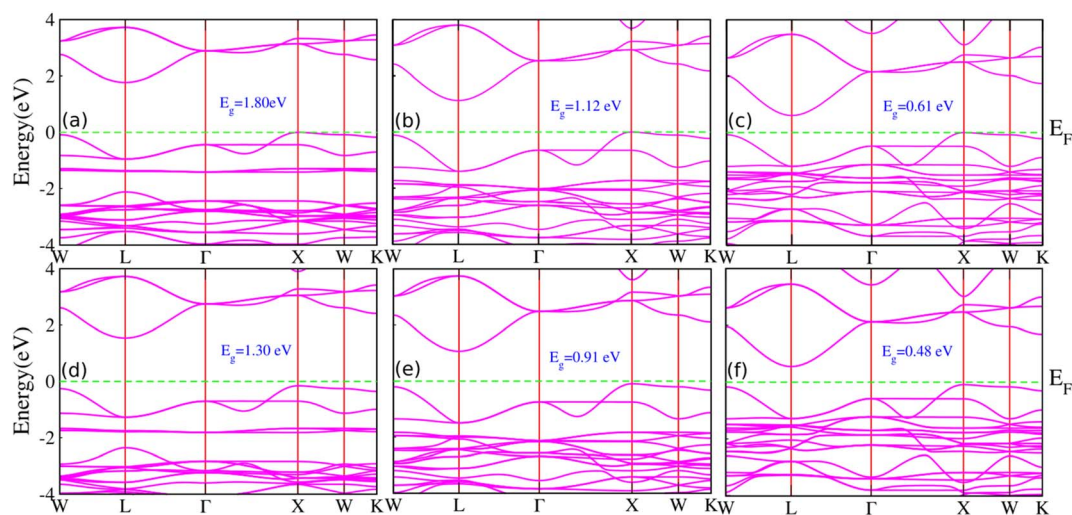 4
2
0
-2
-4
Energy(eV)
(a)
E_g=1.80eV
W L Γ X W K
(b)
E_g=1.12 eV
W L Γ X W K
(c)
E_g=0.61 eV
E_F
W L Γ X W K
4
2
0
-2
-4
Energy(eV)
(d)
E_g=1.30 eV
W L Γ X W K
(e)
E_g=0.91 eV
W L Γ X W K
(f)
E_g=0.48 eV
E_F
W L Γ X W K